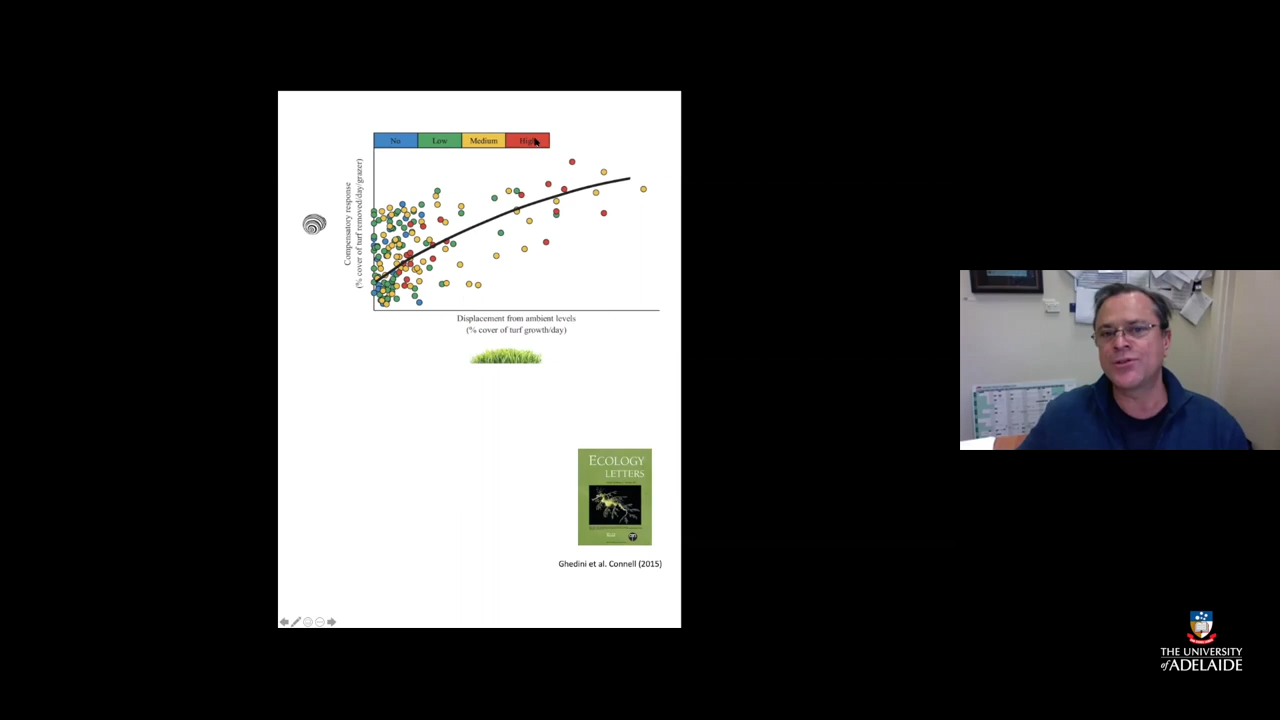 No Low Medium High
Compensatory response
(% cover of turf removed/day/grazer)
Displacement from ambient levels
(% cover of turf growth/day)
ECOLOGY
LETTERS
Ghedini et al. Connell (2015)
THE UNIVERSITY
of ADELAIDE